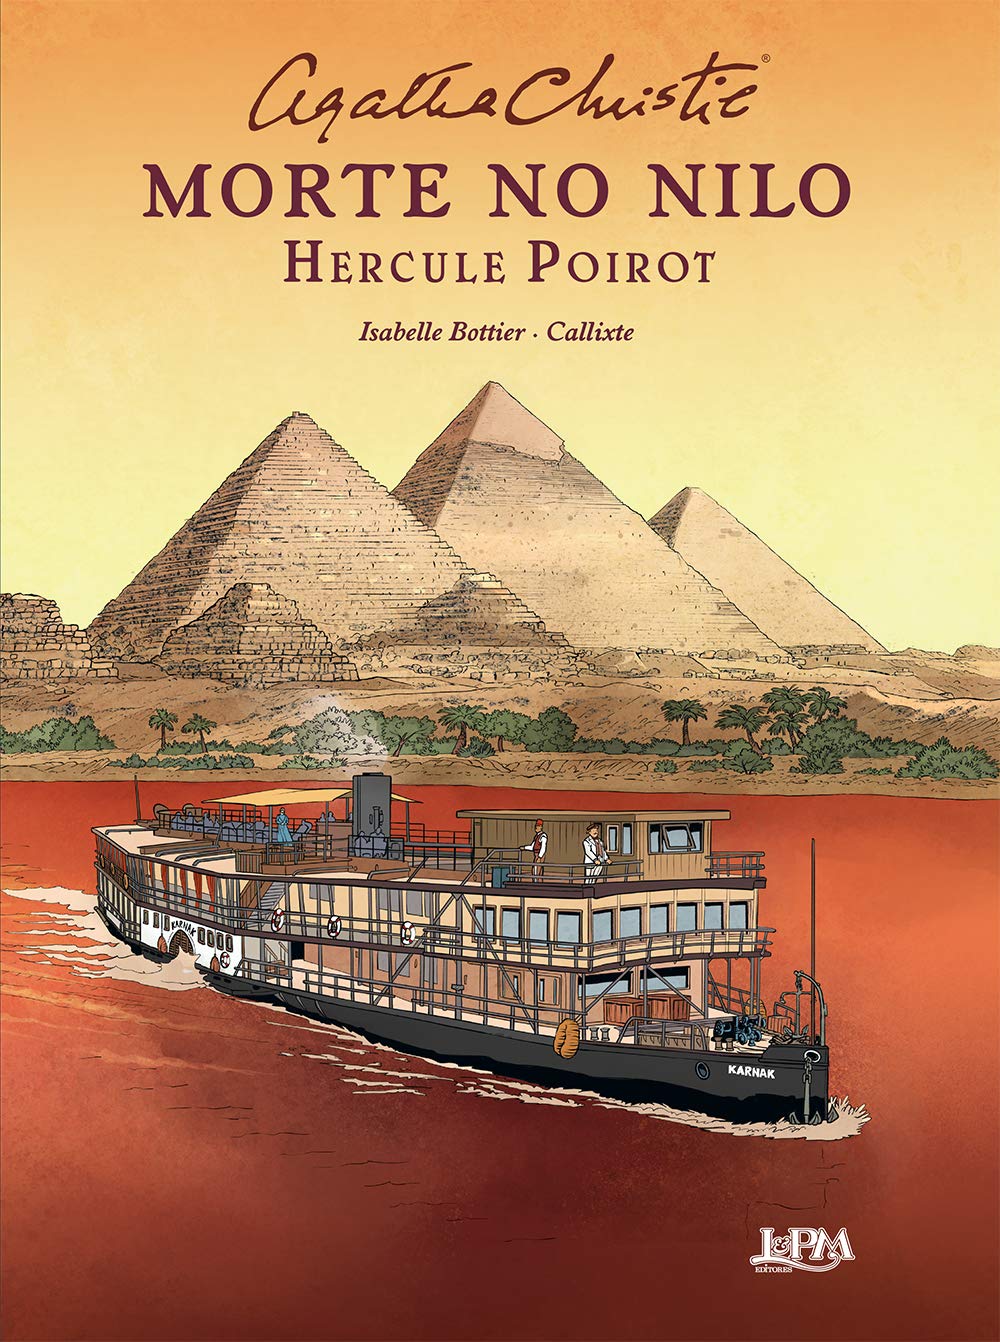 Agatha Christie®
MORTE NO NILO
HERCULE POIROT
Isabelle Bottier · Callixte
KARNAK
KARNAK
L&PM
EDITORES